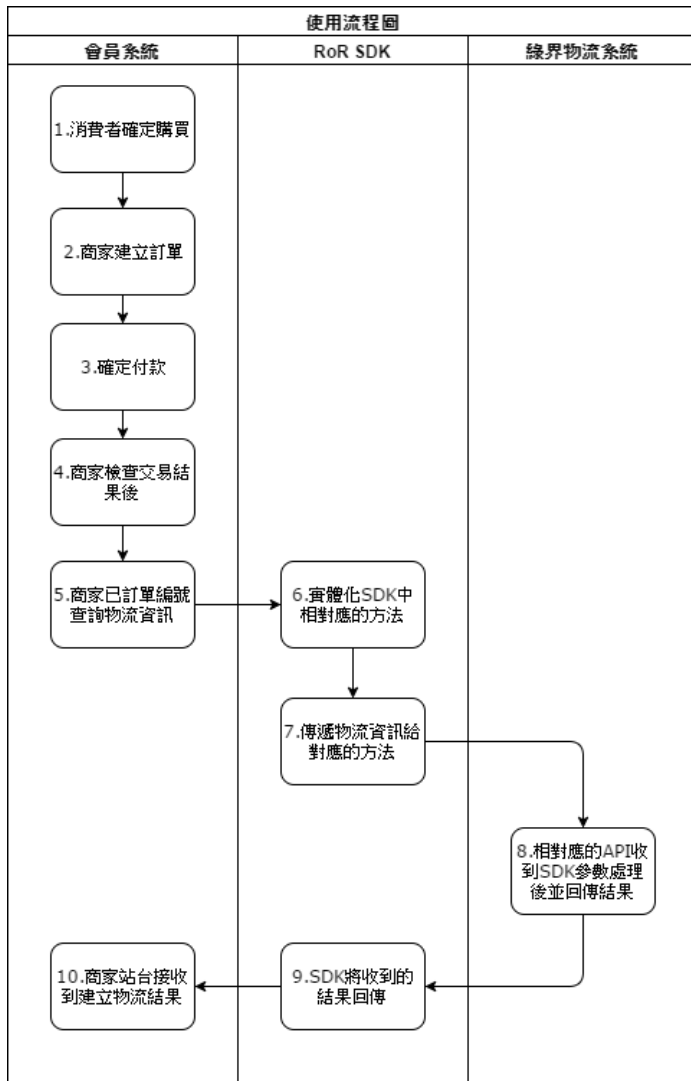 使用流程圖
會員系統
RoR SDK
綠界物流系統
1.消費者確定購買
2.商家建立訂單
3.確定付款
4.商家檢查交易結
果後
5.商家已訂單編號
查詢物流資訊
6.實體化SDK中
相對應的方法
7.傳遞物流資訊給
對應的方法
8.相對應的API收
到SDK參數處理
後並回傳結果
10.商家站台接收
到建立物流結果
9.SDK將收到的
結果回傳